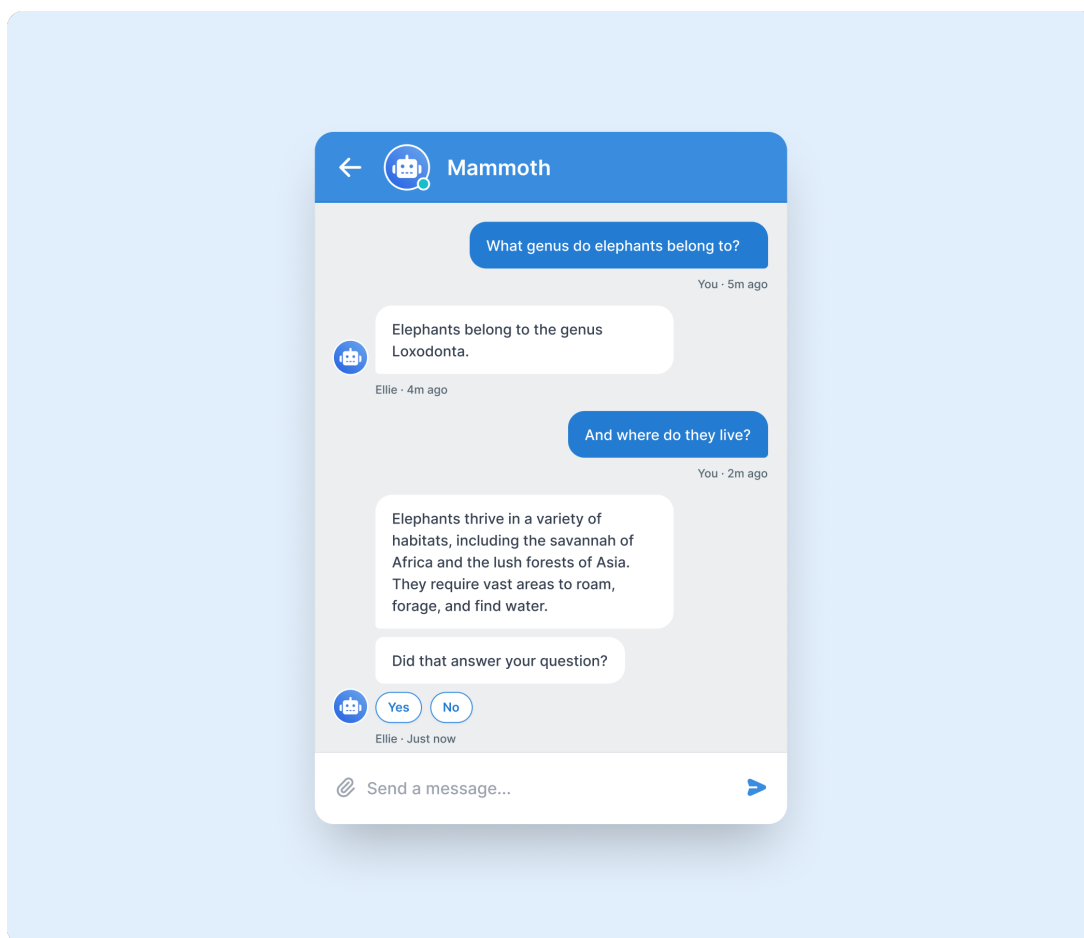 Mammoth
What genus do elephants belong to?
You · 5m ago
Elephants belong to the genus
Loxodonta.
Ellie · 4m ago
And where do they live?
You · 2m ago
Elephants thrive in a variety of
habitats, including the savannah of
Africa and the lush forests of Asia.
They require vast areas to roam,
forage, and find water.
Did that answer your question?
Yes No
Ellie · Just now
Send a message...